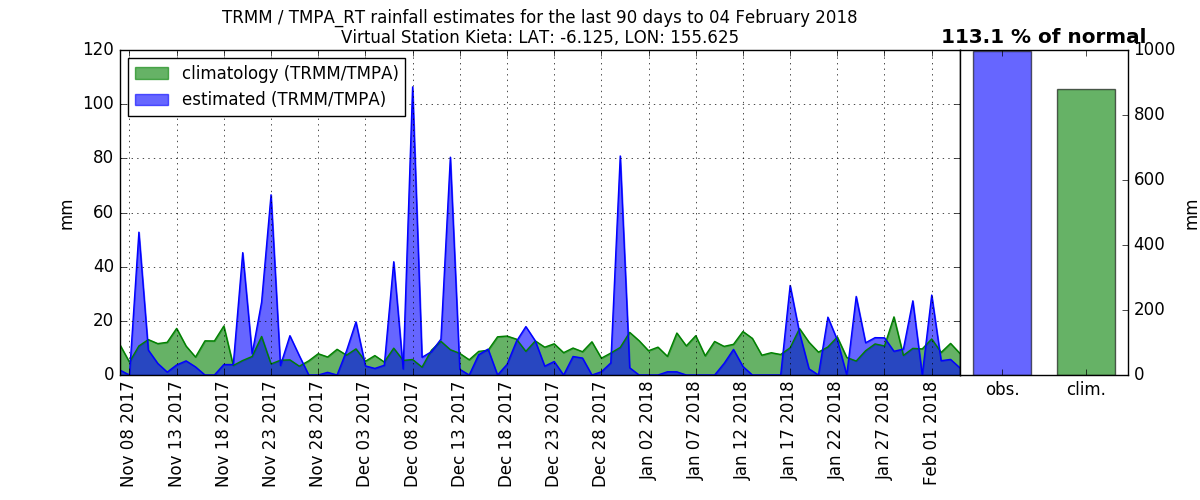 TRMM / TMPA_RT rainfall estimates for the last 90 days to 04 February 2018
Virtual Station Kieta: LAT: -6.125, LON: 155.625
113.1 % of normal
climatology (TRMM/TMPA)
estimated (TRMM/TMPA)
mm
120
100
80
60
40
20
0
Nov 08 2017
Nov 13 2017
Nov 18 2017
Nov 23 2017
Nov 28 2017
Dec 03 2017
Dec 08 2017
Dec 13 2017
Dec 18 2017
Dec 23 2017
Dec 28 2017
Jan 02 2018
Jan 07 2018
Jan 12 2018
Jan 17 2018
Jan 22 2018
Jan 27 2018
Feb 01 2018
obs.
clim.
1000
800
600
400
200
0
mm